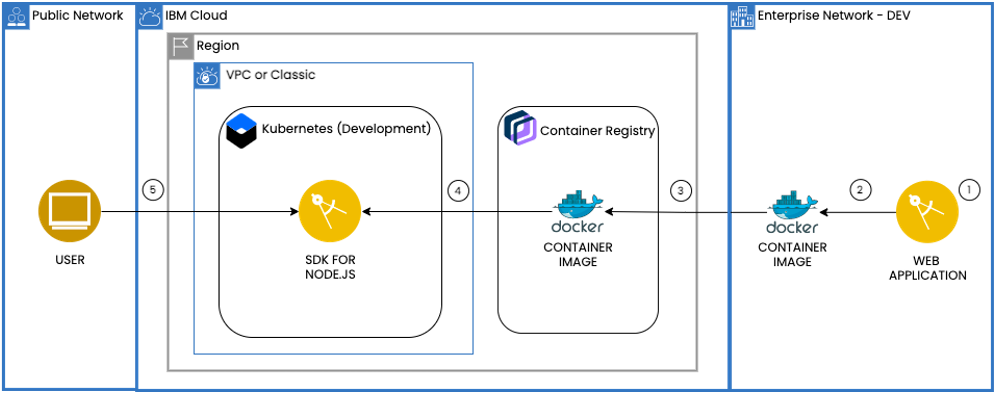 Public Network
IBM Cloud
Enterprise Network - DEV
Region
VPC or Classic
Kubernetes (Development)
Container Registry
5
4
3
2
1
docker
docker
USER
SDK FOR
NODE.JS
CONTAINER
IMAGE
CONTAINER
IMAGE
WEB
APPLICATION